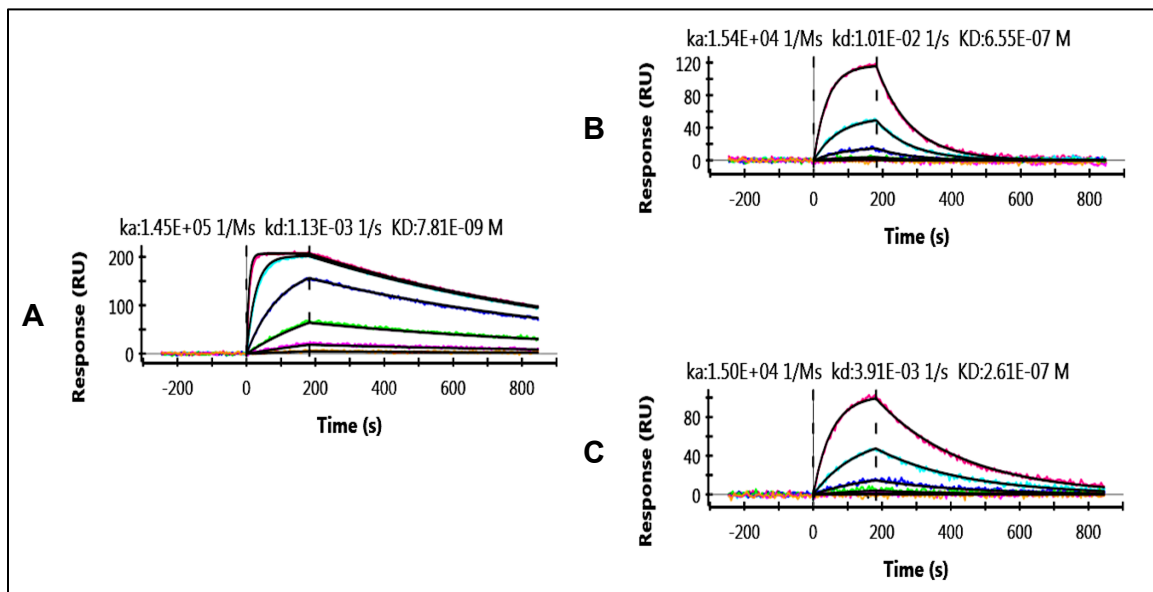 A
ka:1.45E+05 1/Ms kd:1.13E-03 1/s KD:7.81E-09 M
Response (RU)
200
100
0
-200 0 200 400 600 800
Time (s)
B
ka:1.54E+04 1/Ms kd:1.01E-02 1/s KD:6.55E-07 M
Response (RU)
120
80
40
0
-200 0 200 400 600 800
Time (s)
C
ka:1.50E+04 1/Ms kd:3.91E-03 1/s KD:2.61E-07 M
Response (RU)
80
40
0
-200 0 200 400 600 800
Time (s)